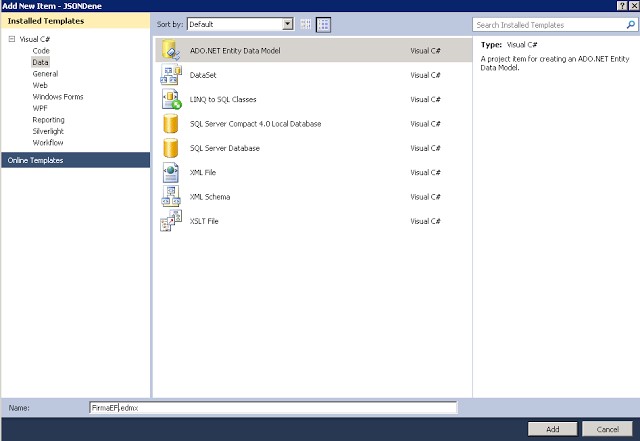 Add New Item - JSONDene
Installed Templates
Sort by: Default
Search Installed Templates
Visual C#
Code
Data
General
Web
Windows Forms
WPF
Reporting
Silverlight
Workflow
Online Templates
ADO.NET Entity Data Model Visual C#
DataSet Visual C#
LINQ to SQL Classes Visual C#
SQL Server Compact 4.0 Local Database Visual C#
SQL Server Database Visual C#
XML File Visual C#
XML Schema Visual C#
XSLT File Visual C#
Type: Visual C#
A project item for creating an ADO.NET Entity
Data Model.
Name: FirmaEF.edmx
Add Cancel